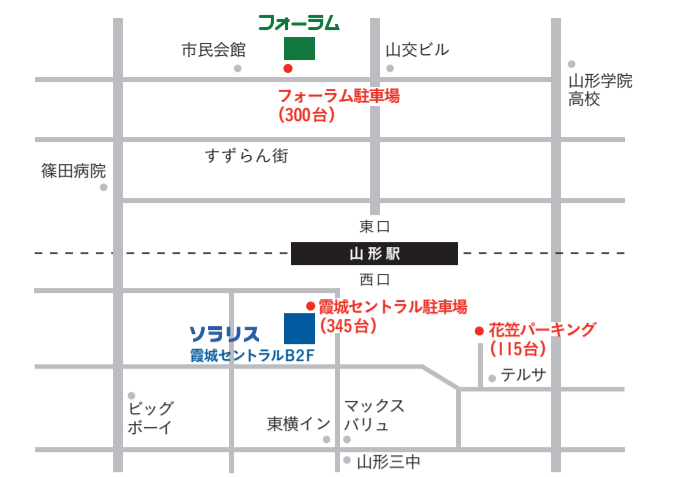 フォーラム
市民会館
山交ビル
山形学院
高校
フォーラム駐車場
(300台)
すずらん街
篠田病院
東口
山形駅
西口
霞城セントラル駐車場
(345台)
花笠パーキング
(115台)
ソラリス
霞城セントラルB2F
テルサ
ビッグ
ボーイ
東横イン
マックス
バリュ
山形三中